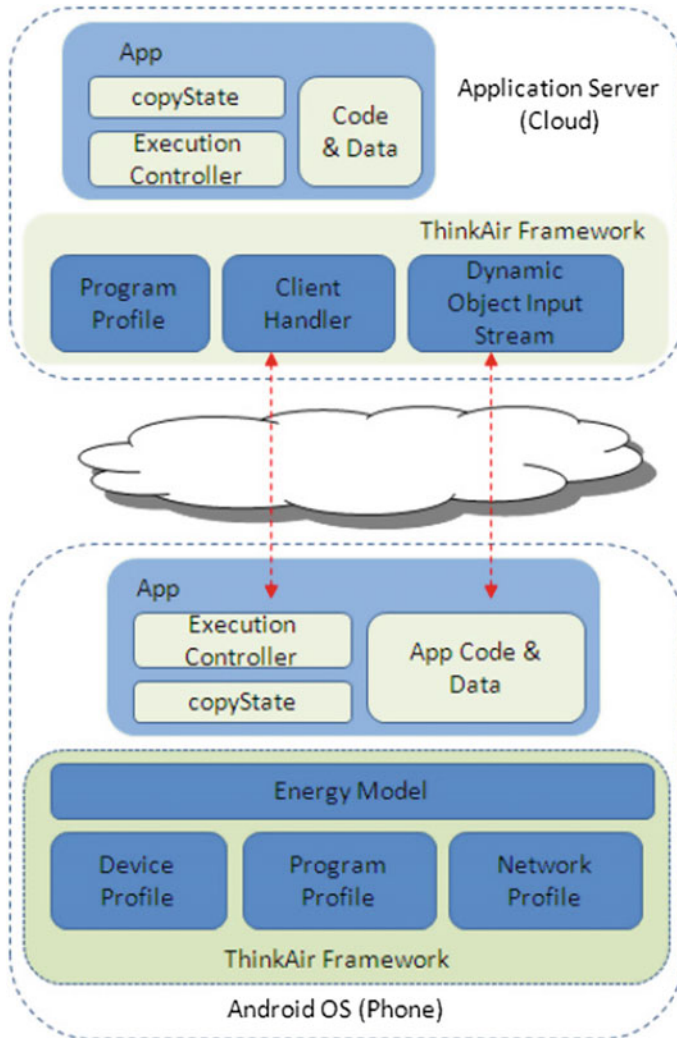 App
copyState
Execution
Controller
Code
& Data
Application Server
(Cloud)
ThinkAir Framework
Program
Profile
Client
Handler
Dynamic
Object Input
Stream
App
Execution
Controller
copyState
App Code &
Data
Energy Model
Device
Profile
Program
Profile
Network
Profile
ThinkAir Framework
Android OS (Phone)